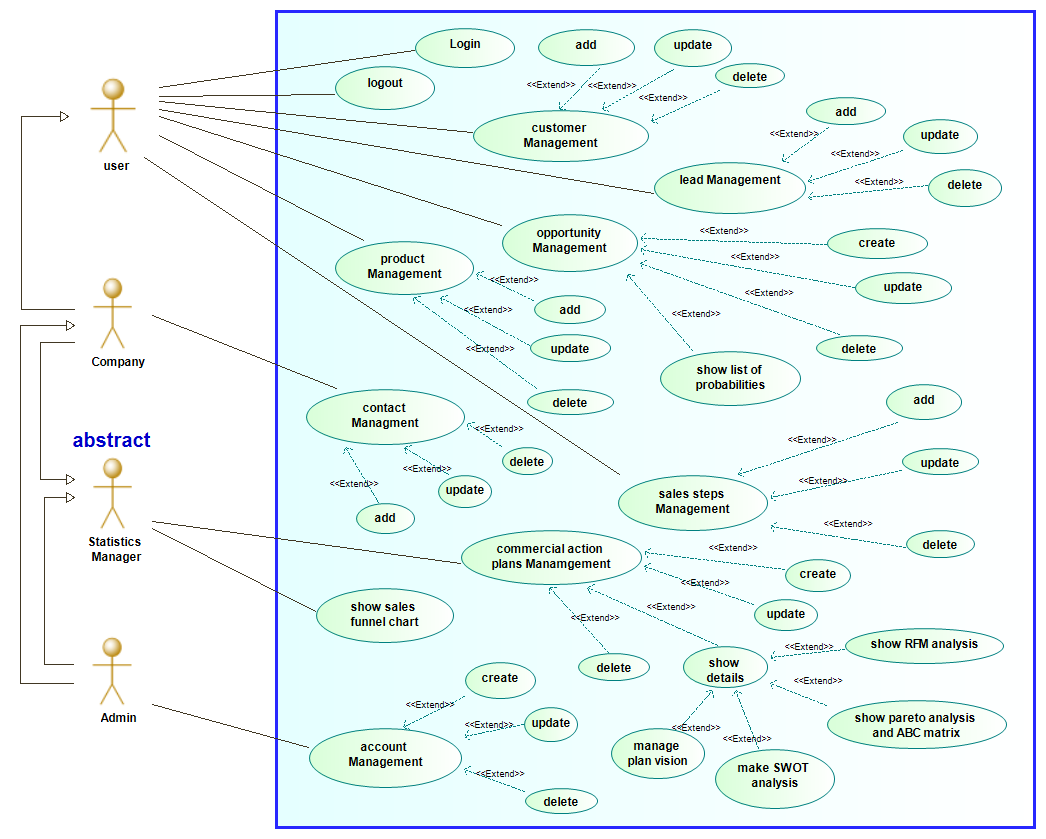 Login
add
update
delete
logout
<<Extend>>
<<Extend>>
<<Extend>>
customer
Management
user
add
update
delete
<<Extend>>
<<Extend>>
<<Extend>>
lead Management
opportunity
Management
<<Extend>>
create
<<Extend>>
update
<<Extend>>
delete
<<Extend>>
show list of
probabilities
product
Management
<<Extend>>
add
<<Extend>>
update
<<Extend>>
delete
Company
contact
Managment
<<Extend>>
delete
<<Extend>>
update
<<Extend>>
add
add
<<Extend>>
update
<<Extend>>
sales steps
Management
<<Extend>>
delete
abstract
Statistics
Manager
commercial action
plans Manamgement
<<Extend>>
create
<<Extend>>
update
<<Extend>>
<<Extend>>
delete
show sales
funnel chart
show
details
<<Extend>>
show RFM analysis
<<Extend>>
show pareto analysis
and ABC matrix
<<Extend>>
manage
plan vision
<<Extend>>
make SWOT
analysis
Admin
create
<<Extend>>
update
<<Extend>>
account
Management
<<Extend>>
delete